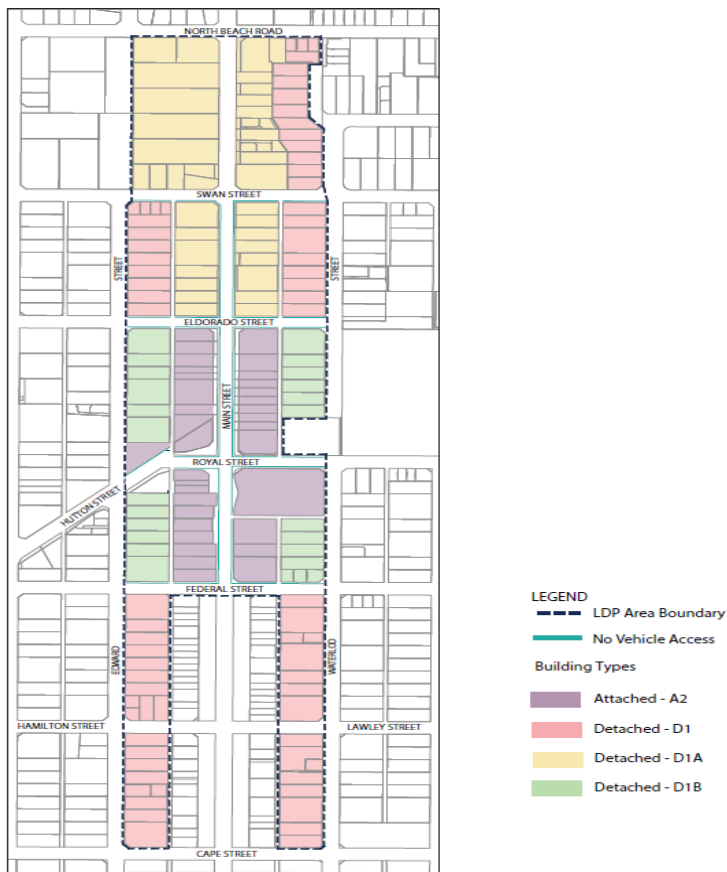 NORTH BEACH ROAD
SWAN STREET
STREET
STREET
ELDORADO STREET
MAIN STREET
ROYAL STREET
HUTTON STREET
FEDERAL STREET
EDWARD
WATERLOO
HAMILTON STREET
LAWLEY STREET
CAPE STREET
LEGEND
LDP Area Boundary
No Vehicle Access
Building Types
Attached - A2
Detached - D1
Detached - D1A
Detached - D1B